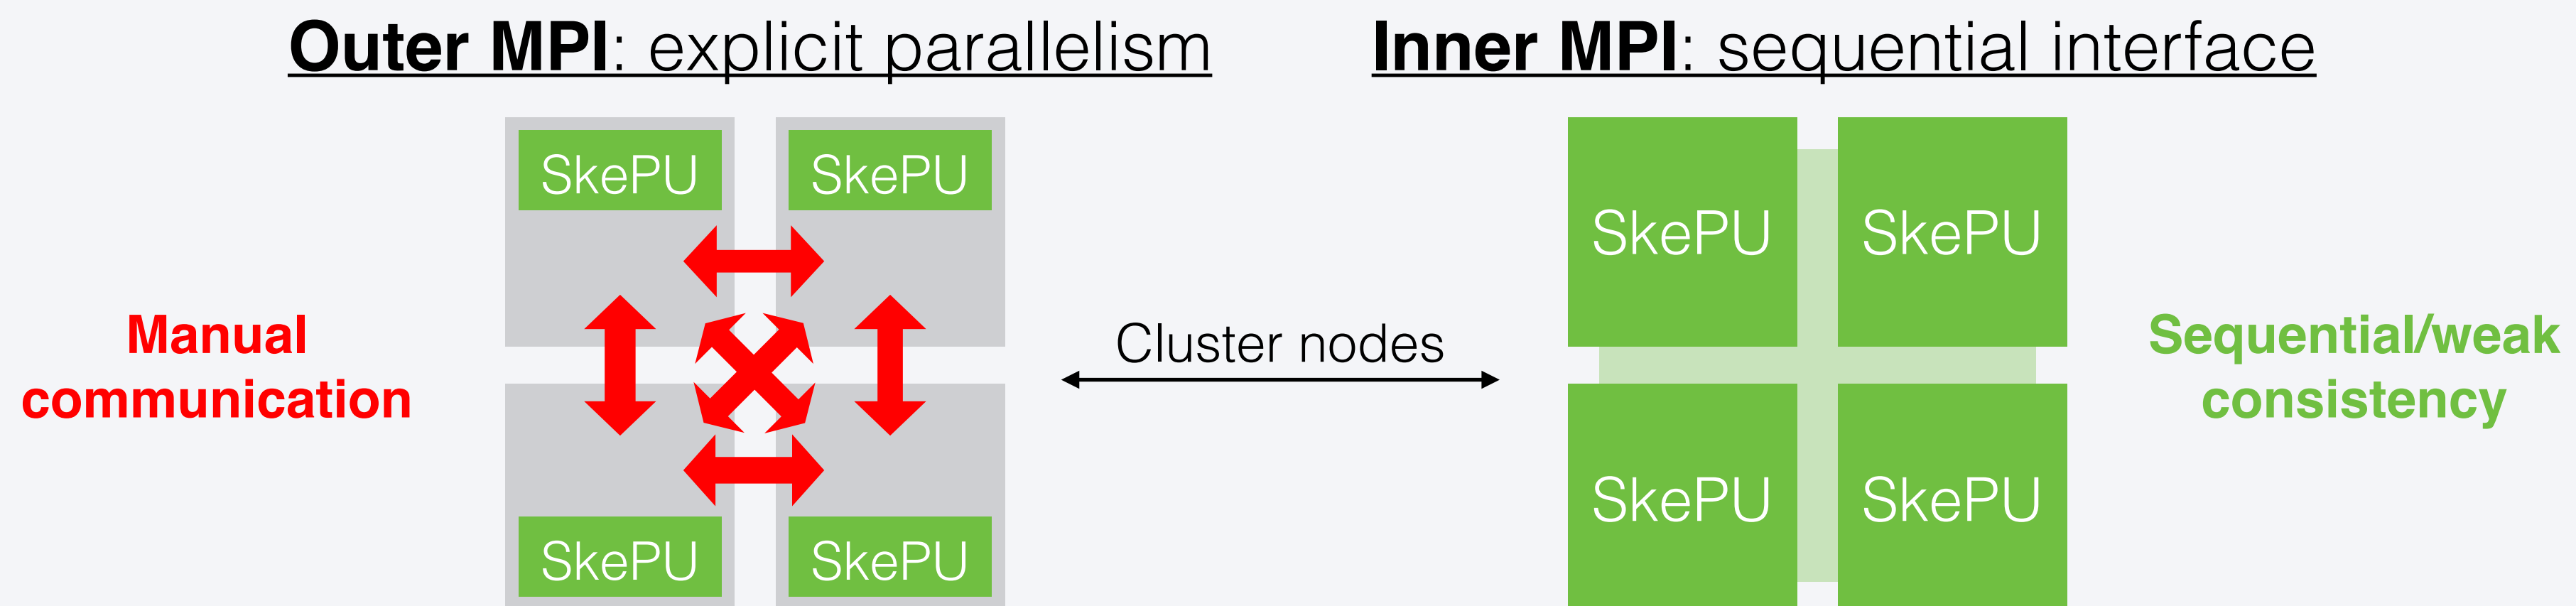 Outer MPI: explicit parallelism
Inner MPI: sequential interface
SkePU
SkePU
SkePU
SkePU
Manual
communication
Cluster nodes
SkePU
SkePU
SkePU
SkePU
Sequential/weak
consistency